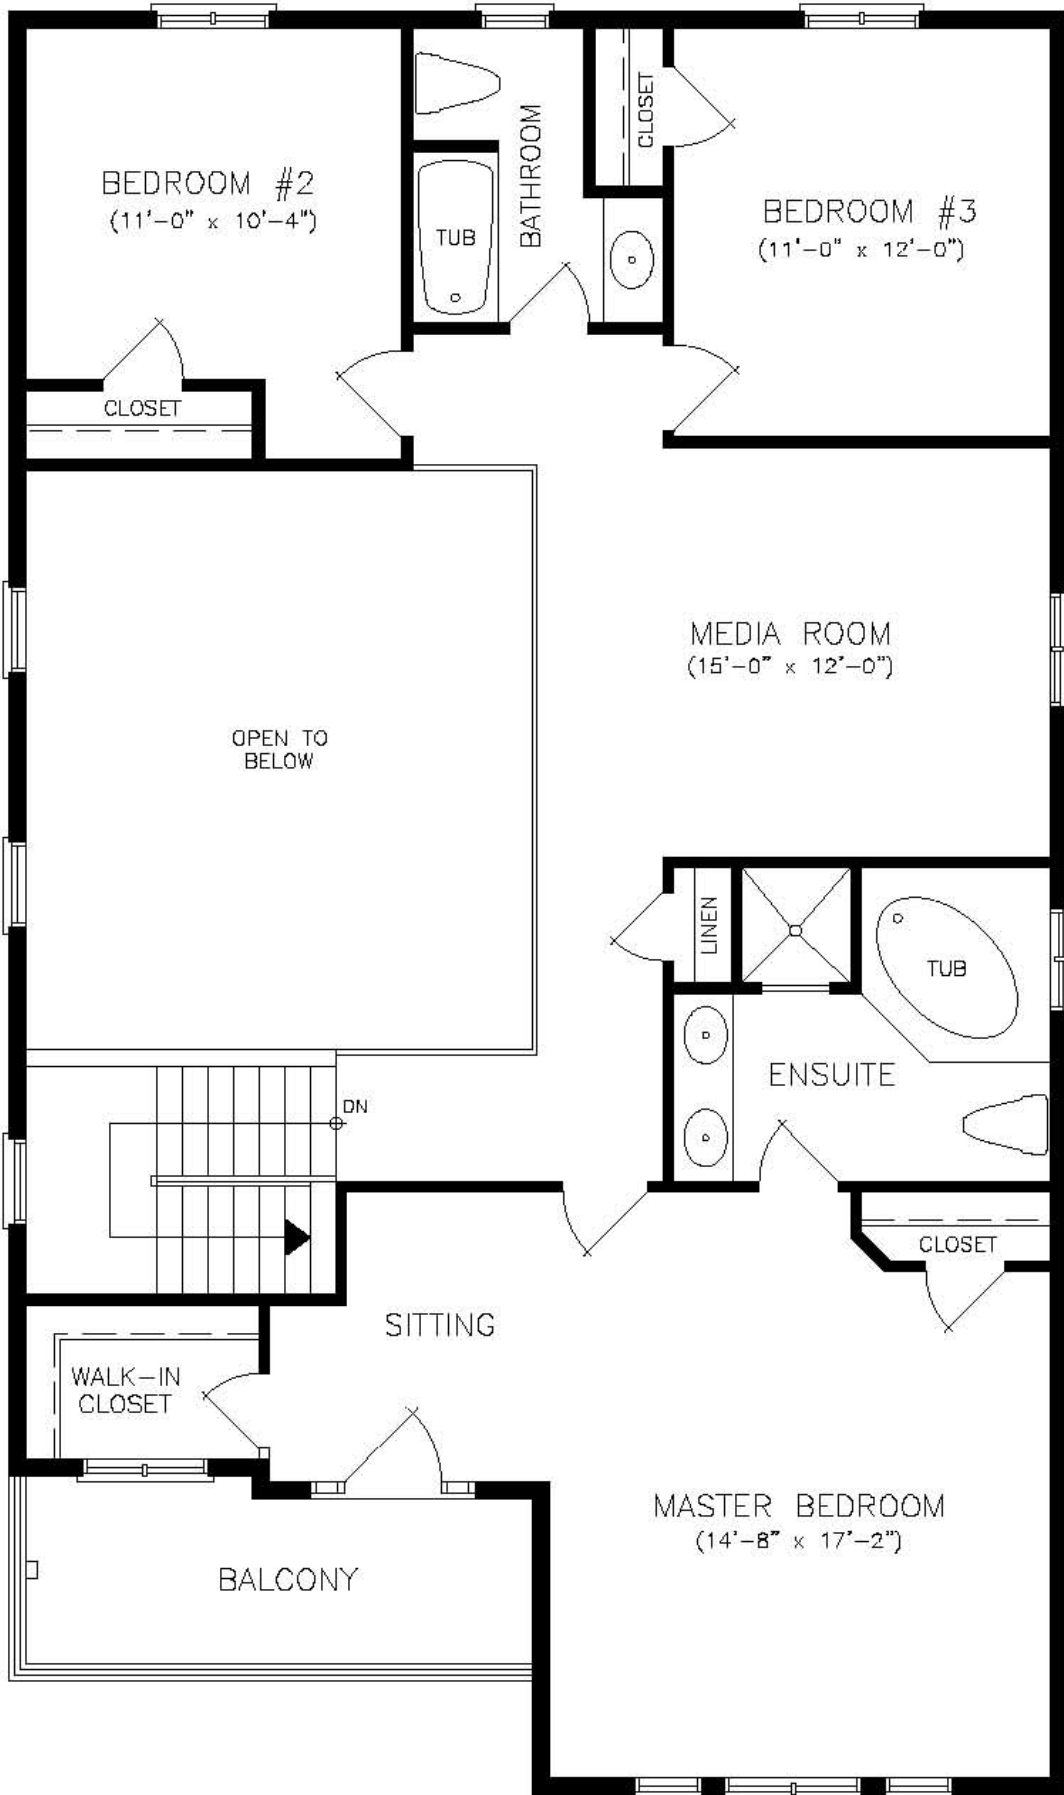 BEDROOM #2
(11'-0" x 10'-4")
CLOSET
TUB
BATHROOM
CLOSET
BEDROOM #3
(11'-0" x 12'-0")
MEDIA ROOM
(15'-0" x 12'-0")
OPEN TO
BELOW
LINEN
TUB
ENSUITE
DN
CLOSET
SITTING
WALK-IN
CLOSET
MASTER BEDROOM
(14'-8" x 17'-2")
BALCONY